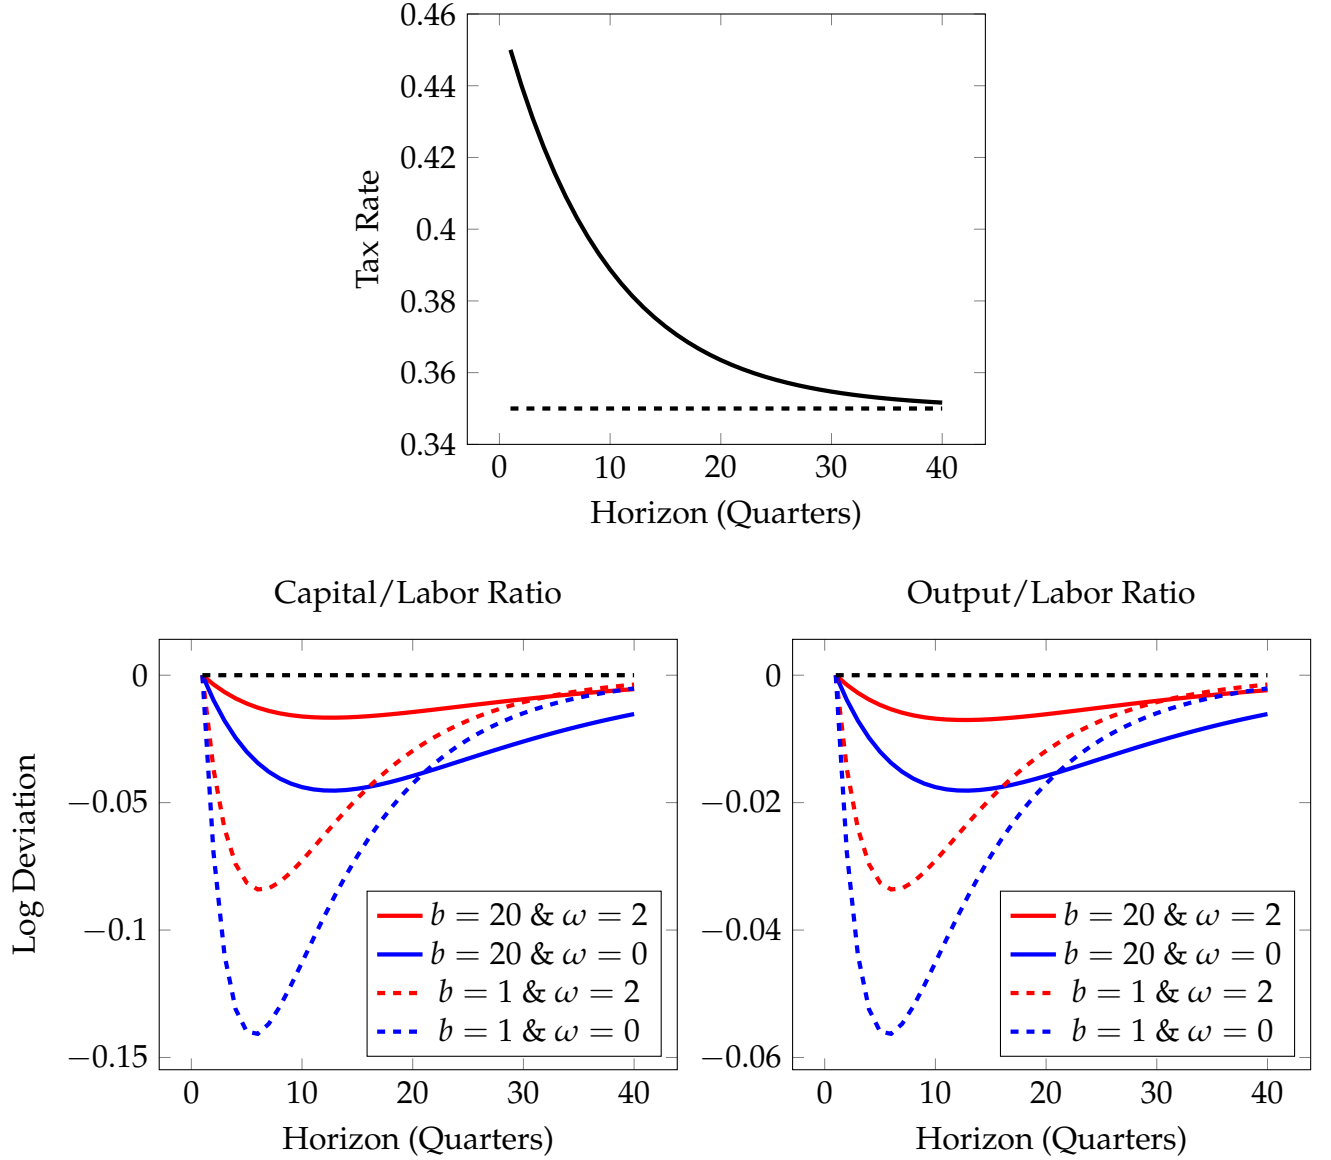 0.46
0.44
0.42
0.4
0.38
0.36
0.34
Tax Rate
0 10 20 30 40
Horizon (Quarters)
Capital/Labor Ratio
0
−0.05
−0.1
−0.15
Log Deviation
b = 20 & ω = 2
b = 20 & ω = 0
b = 1 & ω = 2
b = 1 & ω = 0
0 10 20 30 40
Horizon (Quarters)
Output/Labor Ratio
0
−0.02
−0.04
−0.06
b = 20 & ω = 2
b = 20 & ω = 0
b = 1 & ω = 2
b = 1 & ω = 0
0 10 20 30 40
Horizon (Quarters)